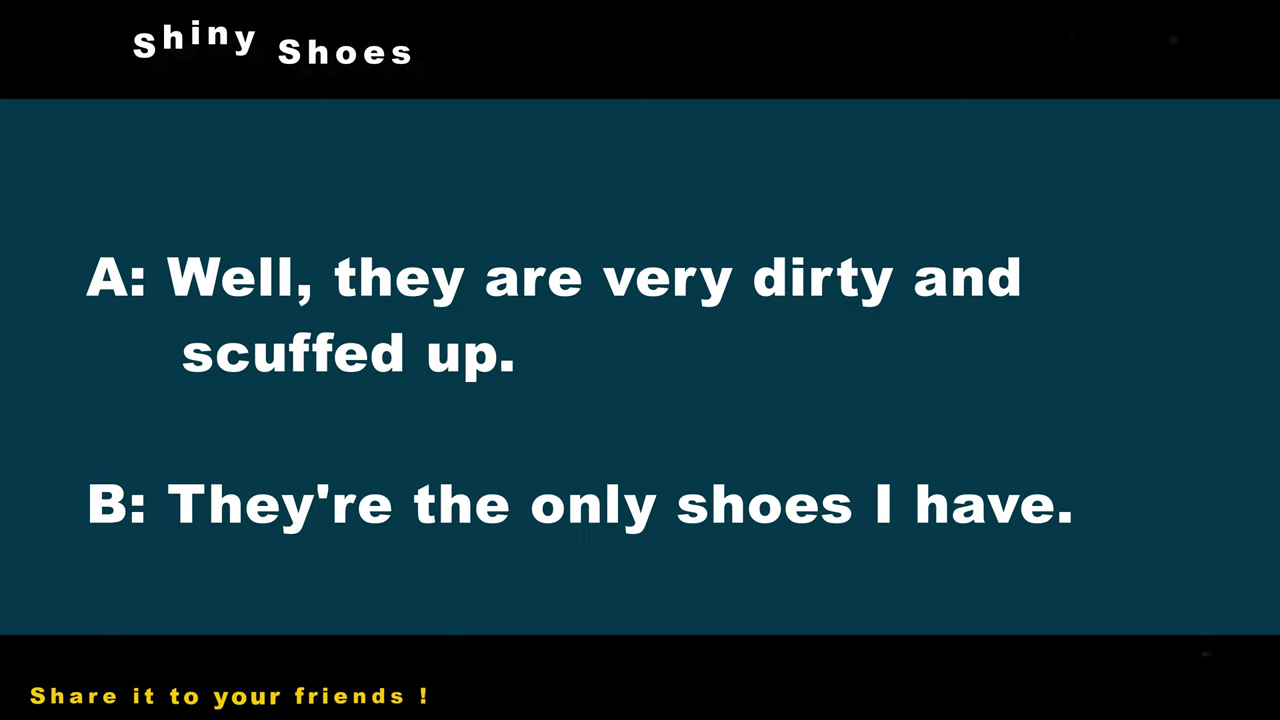 Shiny Shoes
A: Well, they are very dirty and
scuffed up.
B: They're the only shoes I have.
Share it to your friends !